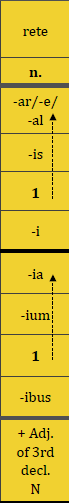 rete
n.
-ar/-e/
-al
-is
1
-i
-ia
-ium
1
-ibus
+ Adj.
of 3rd
decl.
N